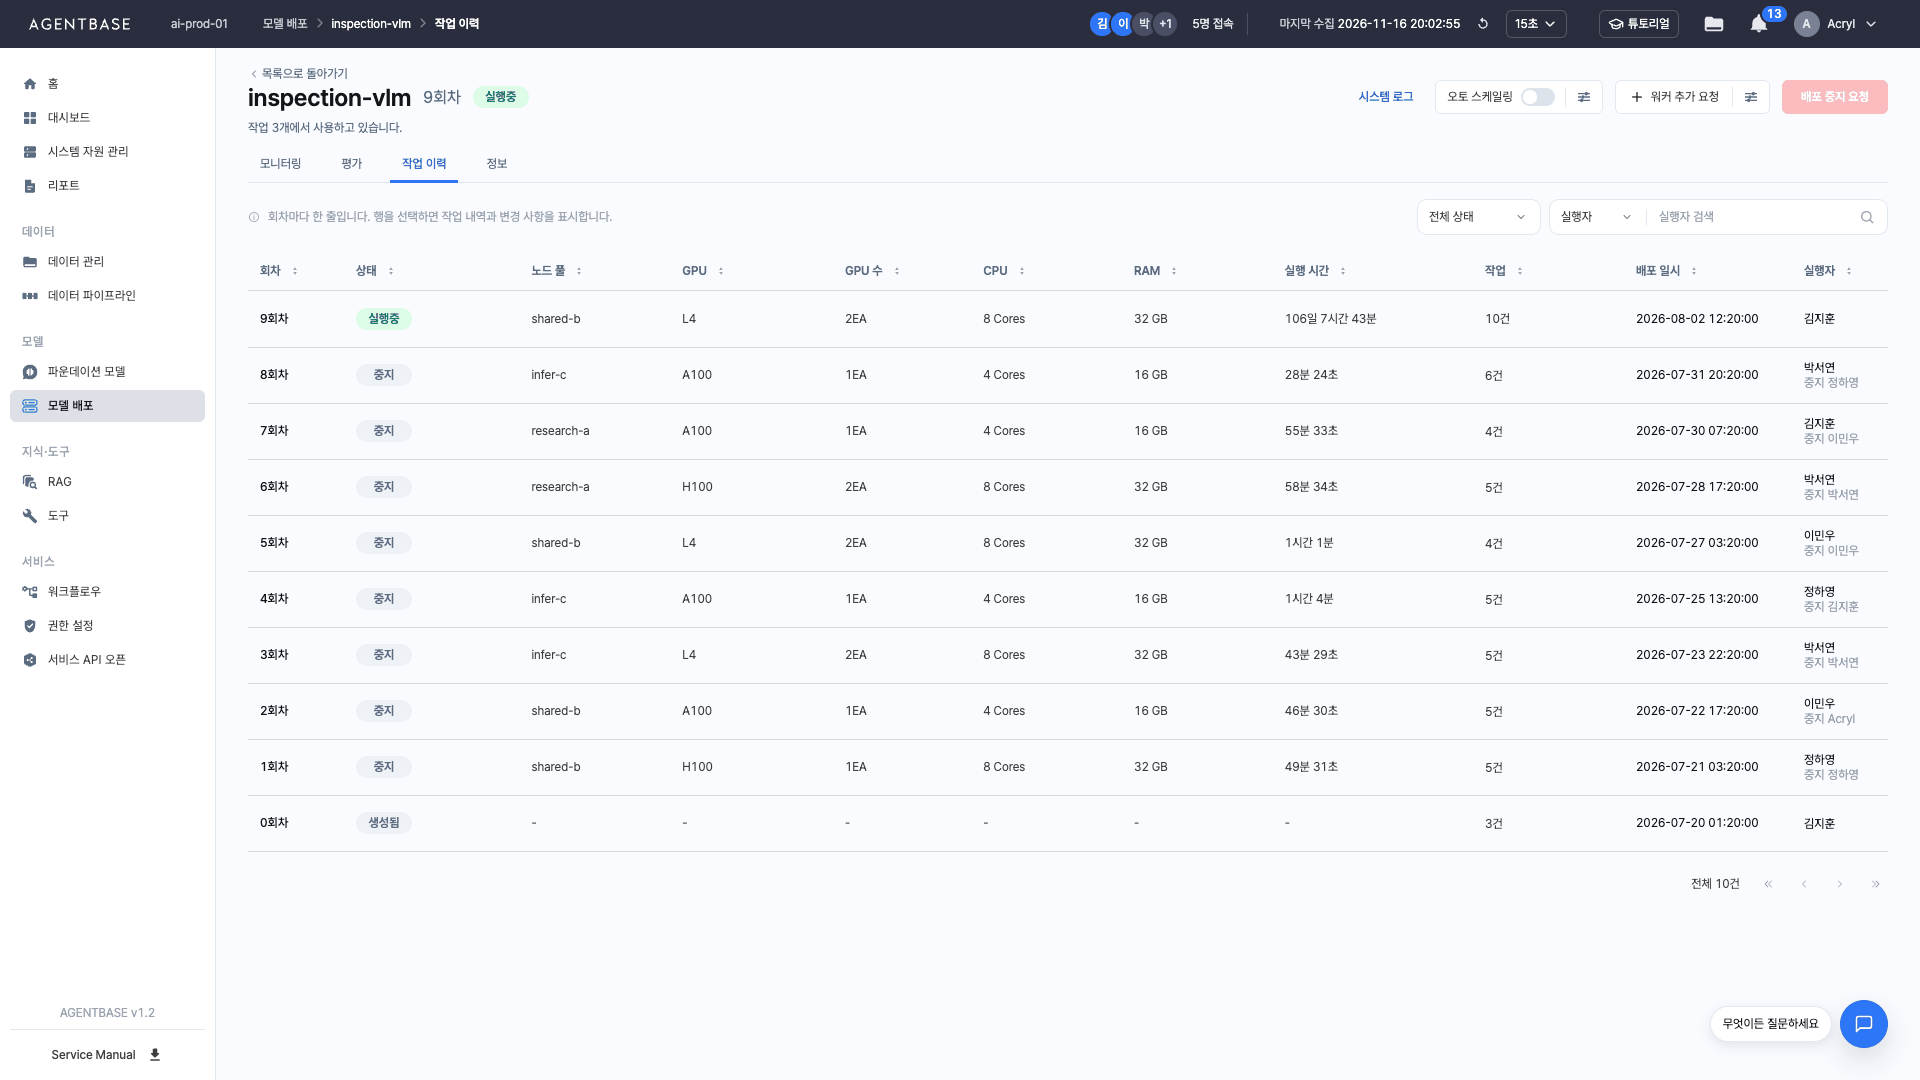 AGENTBASE ai-prod-01 모델 배포 inspection-vlm 작업 이력 김 이 박 +1 5명 접속 마지막 수집 2026-11-16 20:02:55 15초 튜토리얼 13 A Acryl
홈
대시보드
시스템 자원 관리
리포트
데이터
데이터 관리
데이터 파이프라인
모델
파운데이션 모델
모델 배포
지식·도구
RAG
도구
서비스
워크플로우
권한 설정
서비스 API 오픈
AGENTBASE v1.2
Service Manual
목록으로 돌아가기
inspection-vlm 9회차 실행중
작업 3개에서 사용하고 있습니다.
시스템 로그 오토 스케일링 워커 추가 요청 배포 중지 요청
모니터링 평가 작업 이력 정보
회차마다 한 줄입니다. 행을 선택하면 작업 내역과 변경 사항을 표시합니다.
전체 상태 실행자 실행자 검색
회차 상태 노드 풀 GPU GPU 수 CPU RAM 실행 시간 작업 배포 일시 실행자
9회차 실행중 shared-b L4 2EA 8 Cores 32 GB 106일 7시간 43분 10건 2026-08-02 12:20:00 김지훈
8회차 중지 infer-c A100 1EA 4 Cores 16 GB 28분 24초 6건 2026-07-31 20:20:00 박서연
중지 정하영
7회차 중지 research-a A100 1EA 4 Cores 16 GB 55분 33초 4건 2026-07-30 07:20:00 김지훈
중지 이민우
6회차 중지 research-a H100 2EA 8 Cores 32 GB 58분 34초 5건 2026-07-28 17:20:00 박서연
중지 박서연
5회차 중지 shared-b L4 2EA 8 Cores 32 GB 1시간 1분 4건 2026-07-27 03:20:00 이민우
중지 이민우
4회차 중지 infer-c A100 1EA 4 Cores 16 GB 1시간 4분 5건 2026-07-25 13:20:00 정하영
중지 김지훈
3회차 중지 infer-c L4 2EA 8 Cores 32 GB 43분 29초 5건 2026-07-23 22:20:00 박서연
중지 박서연
2회차 중지 shared-b A100 1EA 4 Cores 16 GB 46분 30초 5건 2026-07-22 17:20:00 이민우
중지 Acryl
1회차 중지 shared-b H100 1EA 8 Cores 32 GB 49분 31초 5건 2026-07-21 03:20:00 정하영
중지 정하영
0회차 생성됨 - - - - - - 3건 2026-07-20 01:20:00 김지훈
전체 10건
무엇이든 질문하세요